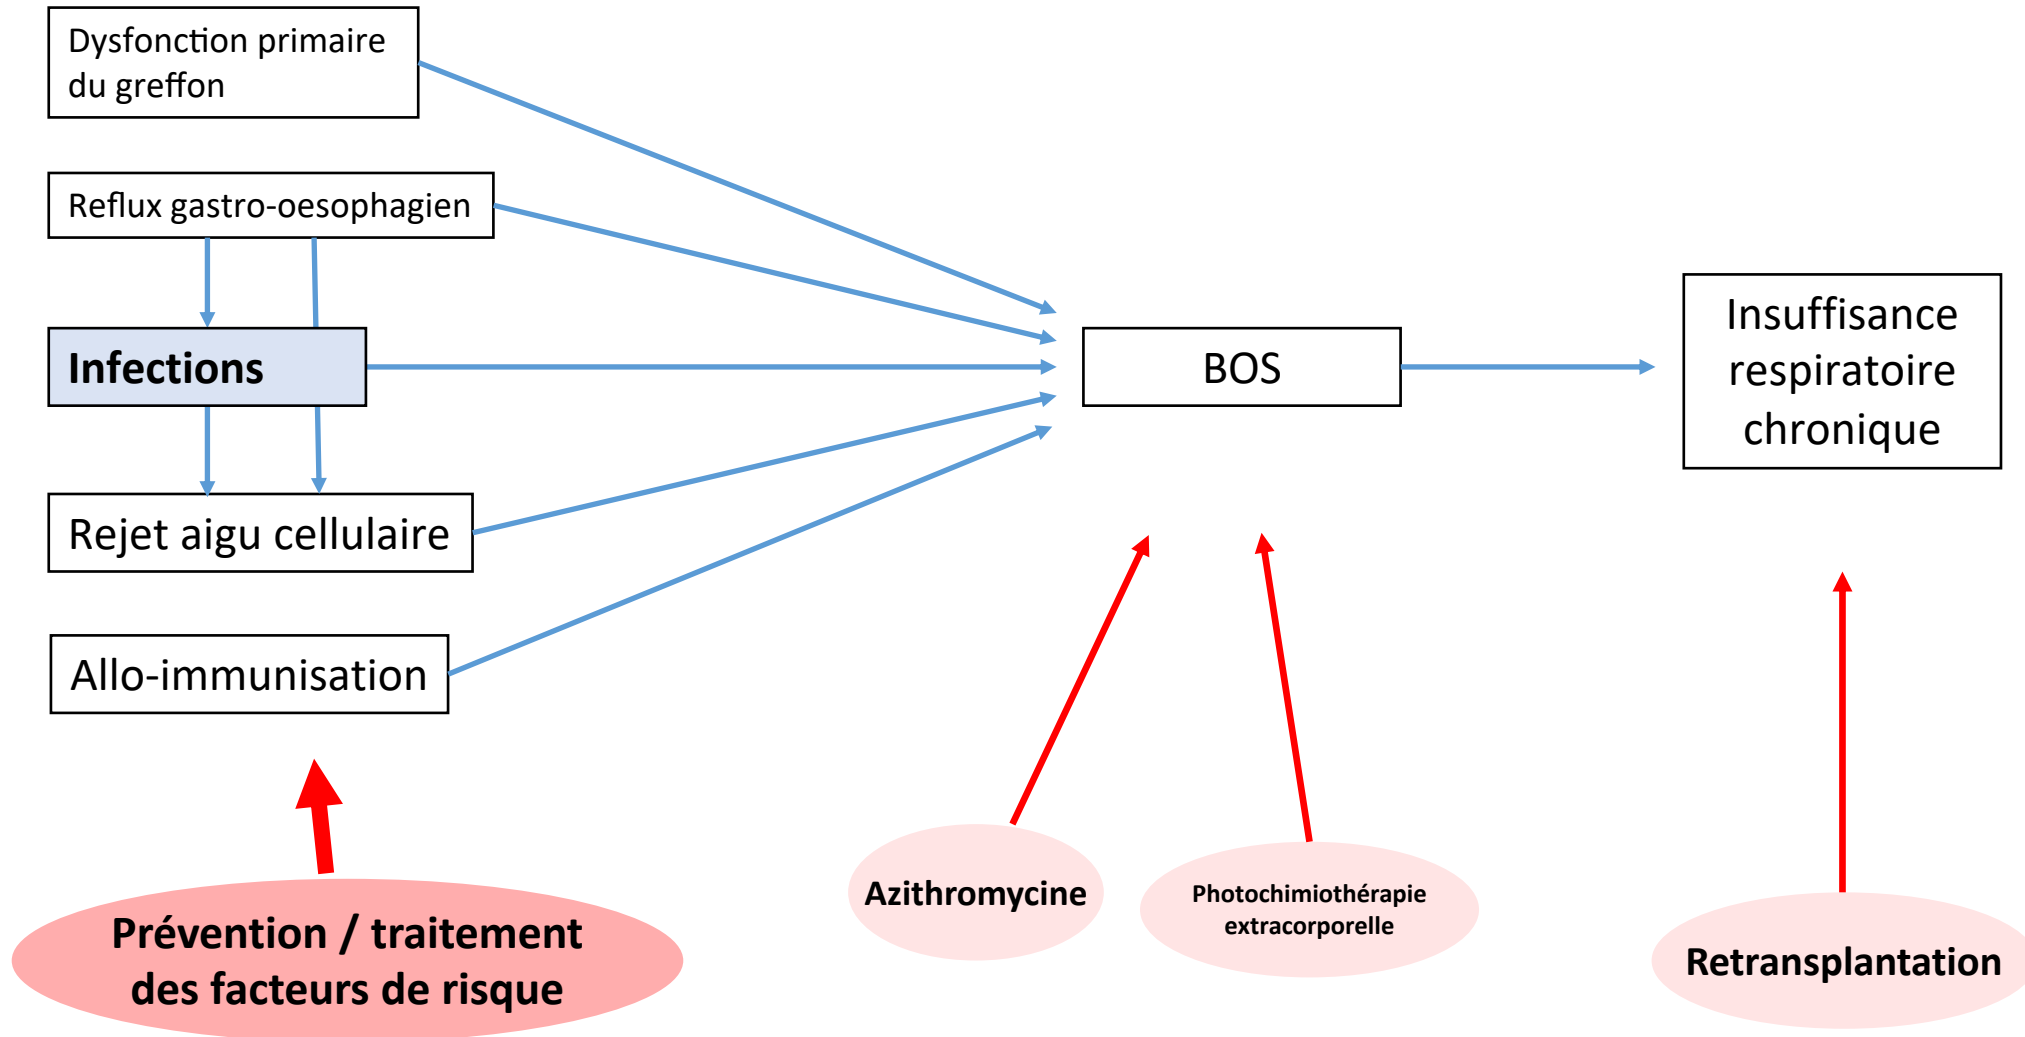 Dysfonction primaire
du greffon
Reflux gastro-oesophagien
Infections
Rejet aigu cellulaire
Allo-immunisation
BOS
Insuffisance
respiratoire
chronique
Prévention / traitement
des facteurs de risque
Azithromycine
Photochimiothérapie
extracorporelle
Retransplantation